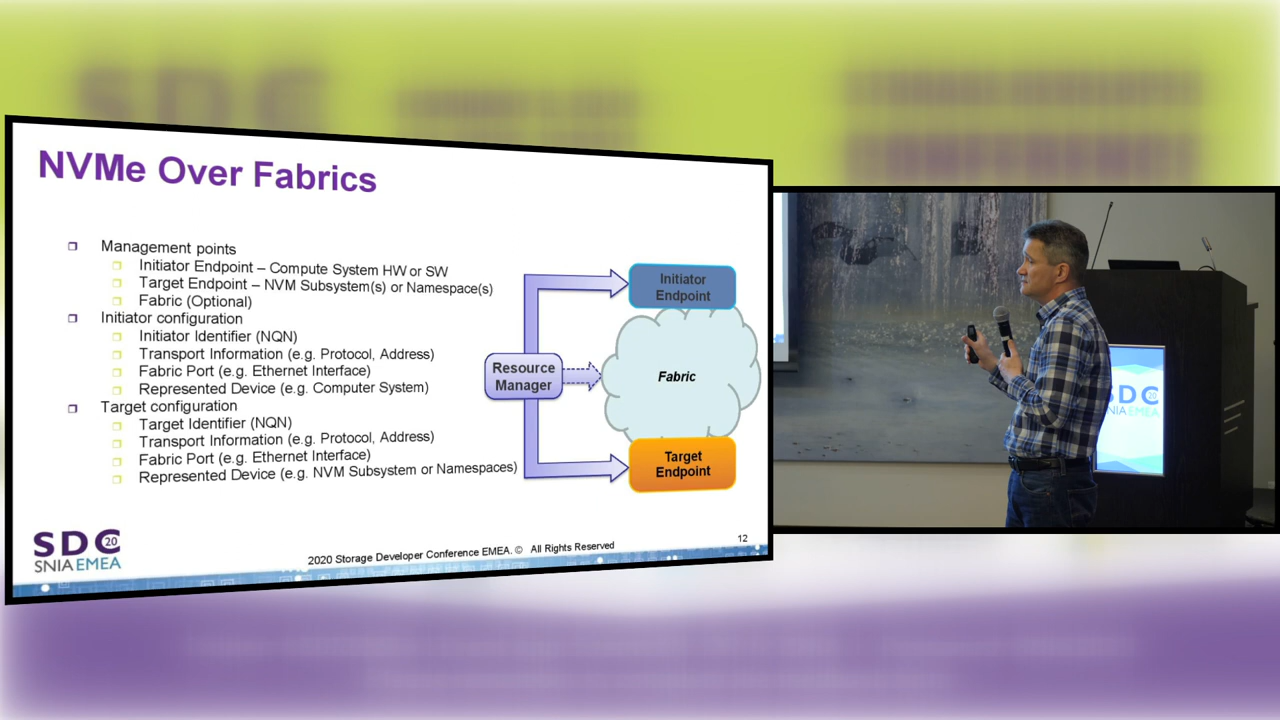 NVMe Over Fabrics
Management points
Initiator Endpoint – Compute System HW or SW
Target Endpoint – NVM Subsystem(s) or Namespace(s)
Fabric (Optional)
Initiator configuration
Initiator Identifier (NQN)
Transport Information (e.g. Protocol, Address)
Fabric Port (e.g. Ethernet Interface)
Represented Device (e.g. Computer System)
Target configuration
Target Identifier (NQN)
Transport Information (e.g. Protocol, Address)
Fabric Port (e.g. Ethernet Interface)
Represented Device (e.g. NVM Subsystem or Namespaces)
Initiator
Endpoint
Resource
Manager
Fabric
Target
Endpoint
SDC 20
SNIA EMEA
2020 Storage Developer Conference EMEA. © All Rights Reserved
12
SDC 20
SNIA EMEA